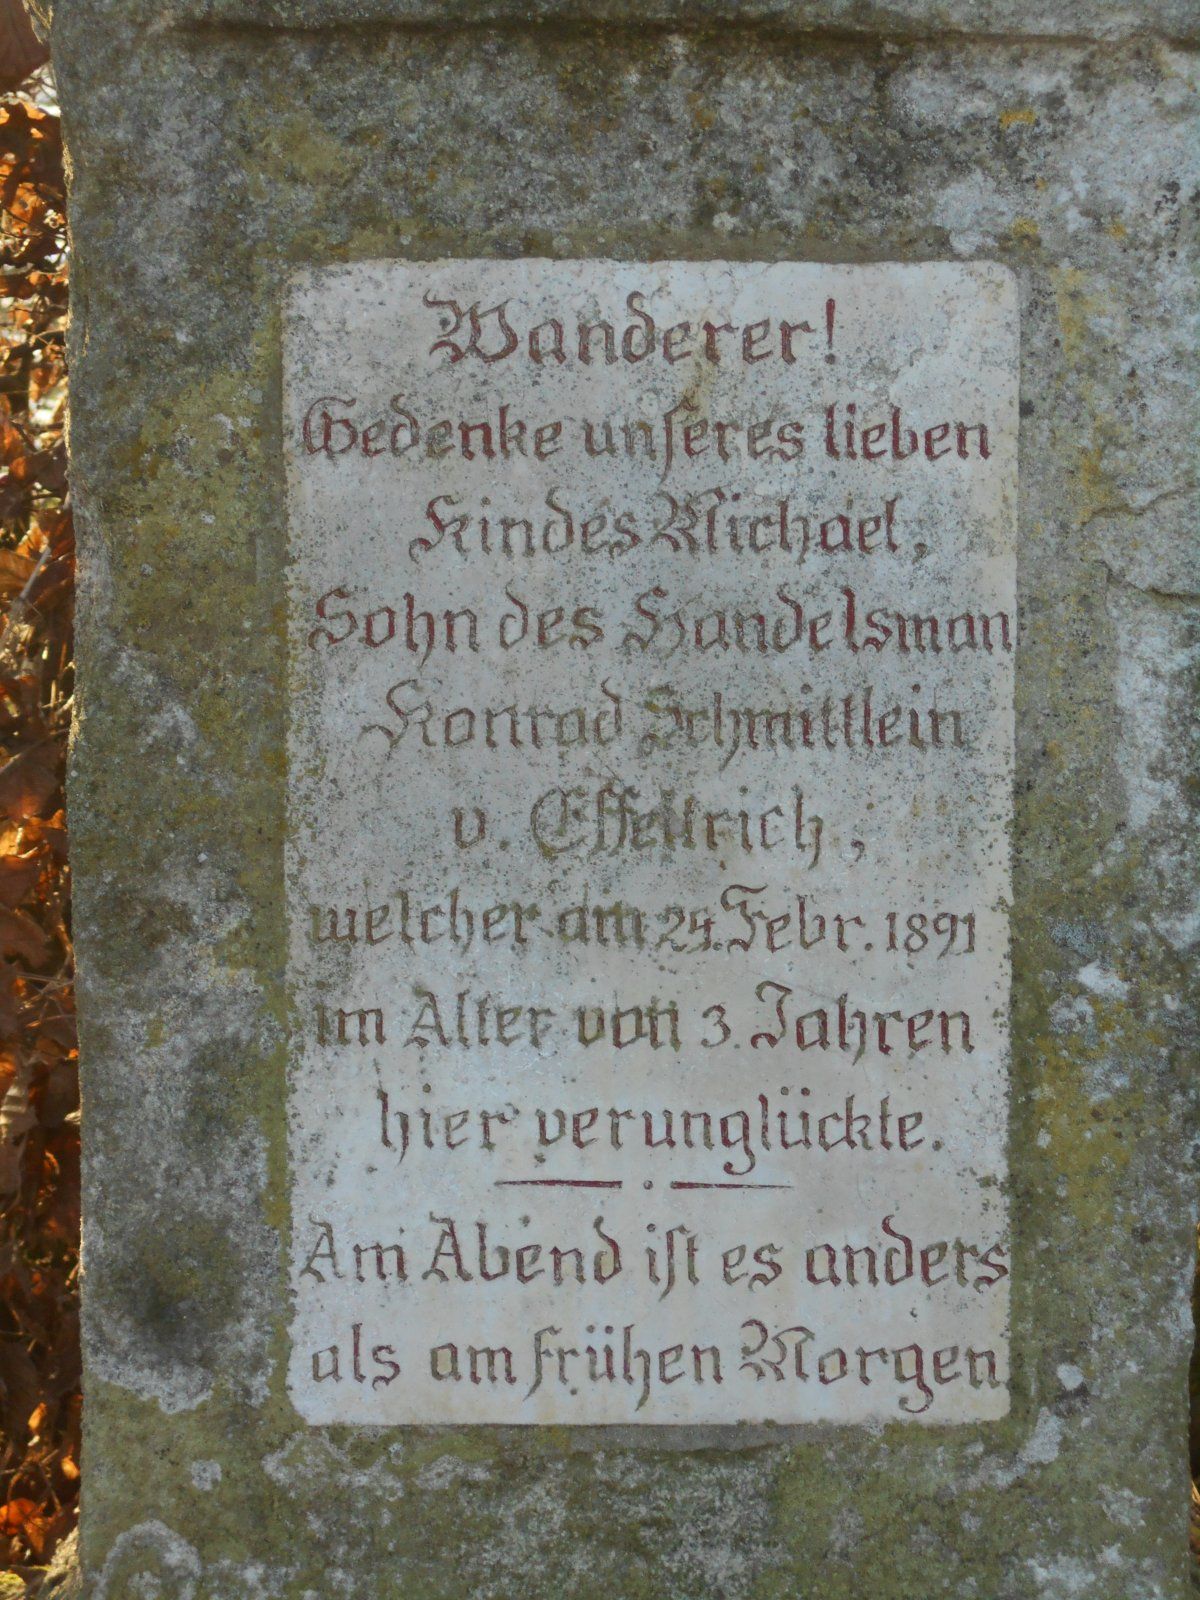 Wanderer!
Gedenke unſeres lieben
Kindes Michael,
Sohn des Handelsman
Konrad Schmittlein
v. Effeltrich,
welcher am 24. Febr. 1891
im Alter von 3. Jahren
hier verunglückte.
Am Abend iſt es anders
als am frühen Morgen.